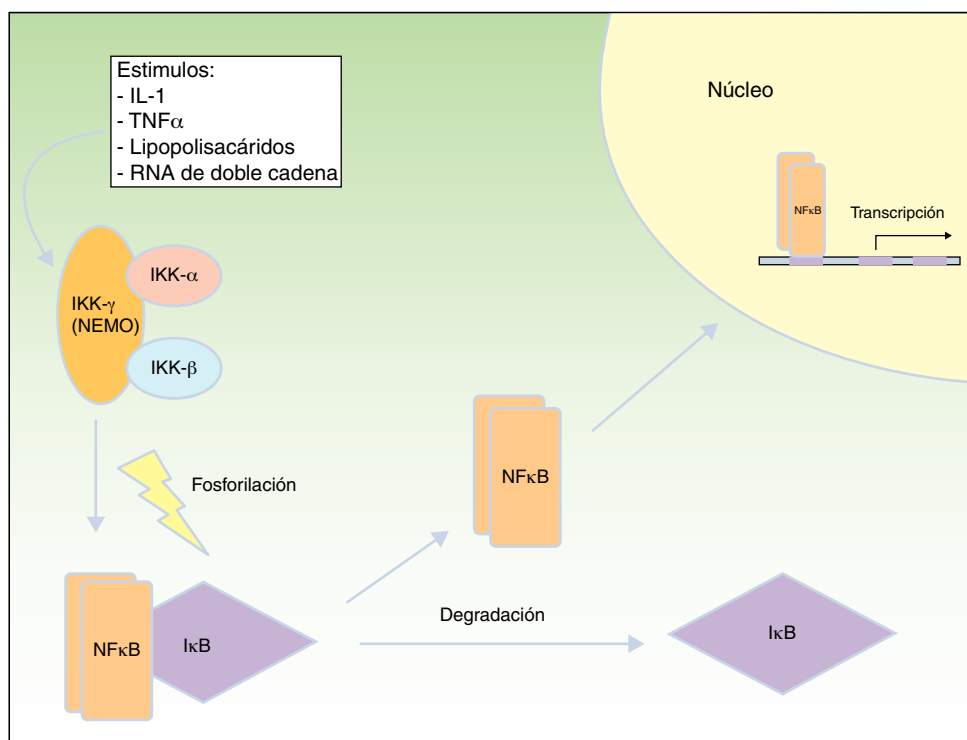 Estimulos:
- IL-1
- TNFα
- Lipopolisacáridos
- RNA de doble cadena
Núcleo
NFκB
Transcripción
IKK-α
IKK-γ
(NEMO)
IKK-β
NFκB
Fosforilación
NFκB
IκB
Degradación
IκB